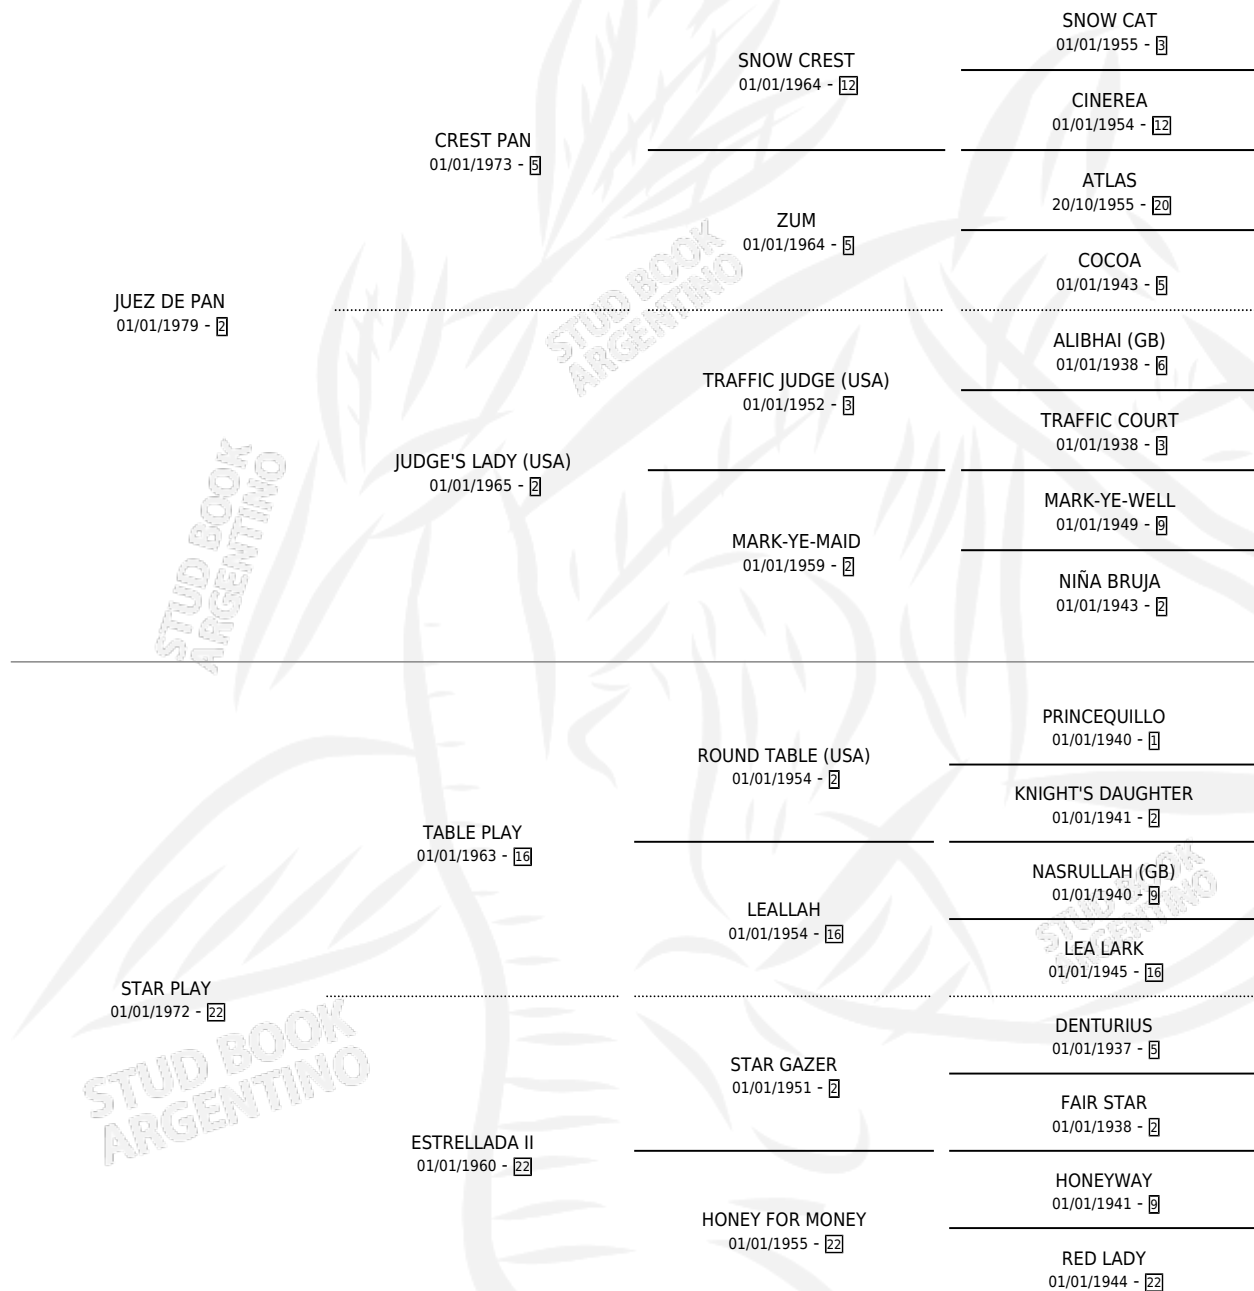 JUEZ DE PAN
01/01/1979 - 2
CREST PAN
01/01/1973 - 5
JUDGE'S LADY (USA)
01/01/1965 - 2
SNOW CREST
01/01/1964 - 12
ZUM
01/01/1964 - 5
TRAFFIC JUDGE (USA)
01/01/1952 - 3
MARK-YE-MAID
01/01/1959 - 2
SNOW CAT
01/01/1955 - 3
CINEREA
01/01/1954 - 12
ATLAS
20/10/1955 - 20
COCOA
01/01/1943 - 5
ALIBHAI (GB)
01/01/1938 - 6
TRAFFIC COURT
01/01/1938 - 3
MARK-YE-WELL
01/01/1949 - 9
NIÑA BRUJA
01/01/1943 - 2
STAR PLAY
01/01/1972 - 22
TABLE PLAY
01/01/1963 - 16
ESTRELLADA II
01/01/1960 - 22
ROUND TABLE (USA)
01/01/1954 - 2
LEALLAH
01/01/1954 - 16
STAR GAZER
01/01/1951 - 2
HONEY FOR MONEY
01/01/1955 - 22
PRINCEQUILLO
01/01/1940 - 1
KNIGHT'S DAUGHTER
01/01/1941 - 2
NASRULLAH (GB)
01/01/1940 - 9
LEA LARK
01/01/1945 - 16
DENTURIUS
01/01/1937 - 5
FAIR STAR
01/01/1938 - 2
HONEYWAY
01/01/1941 - 9
RED LADY
01/01/1944 - 22
STUD BOOK
ARGENTINO
STUD BOOK
ARGENTINO
STUD BOOK
ARGENTINO
STUD BOOK
ARGENTINO